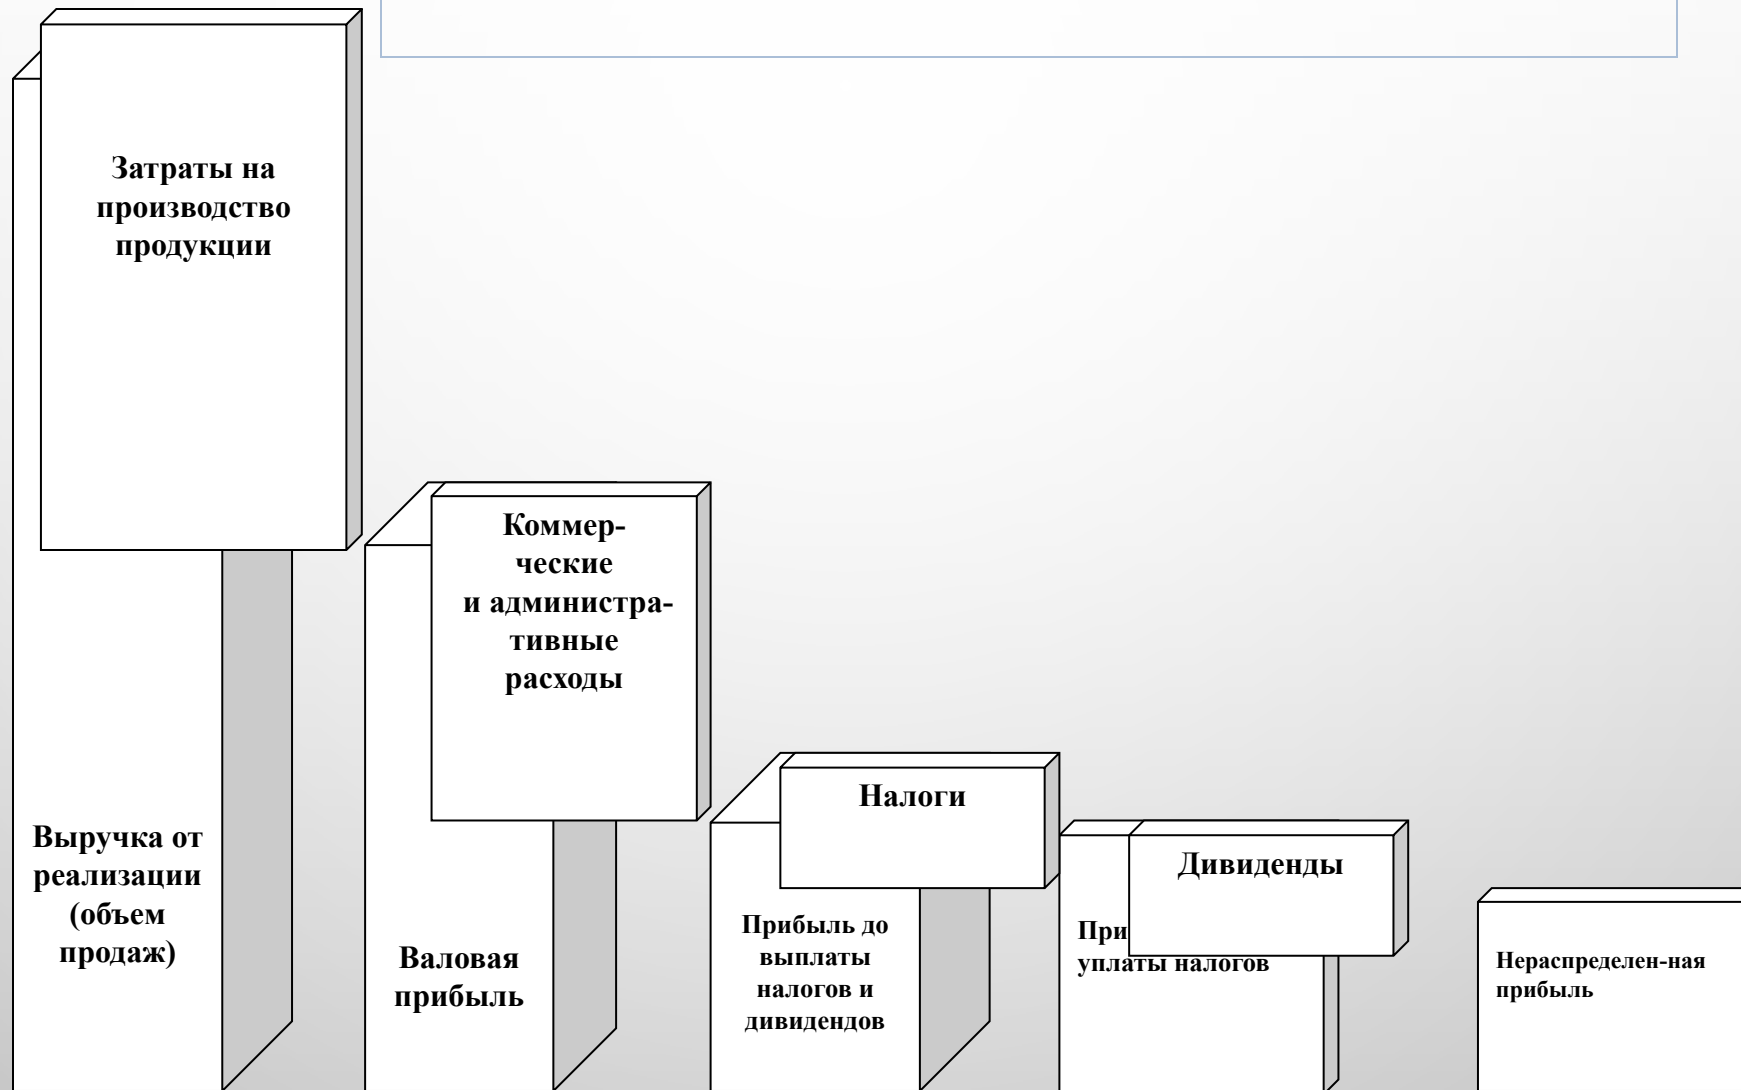 Затраты на
производство
продукции
Выручка от
реализации
(объем
продаж)
Коммер-
ческие
и администра-
тивные
расходы
Валовая
прибыль
Налоги
Прибыль до
выплаты
налогов и
дивидендов
Дивиденды
При
уплаты налогов
Нераспределен-ная
прибыль